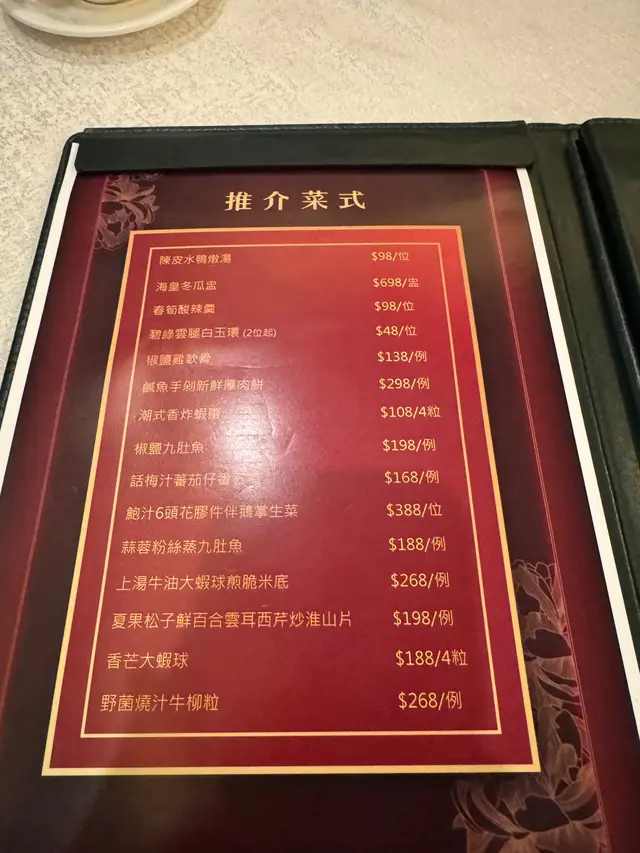 推介菜式
陳皮水鴨燉湯 $98/位
海皇冬瓜盅 $698/盅
春筍酸辣羹 $98/位
碧綠雲腿白玉環 (2位起) $48/位
椒鹽雞軟骨 $138/例
鹹魚手剁新鮮厚肉餅 $298/例
潮式香炸蝦棗 $108/4粒
椒鹽九肚魚 $198/例
話梅汁蕃茄仔番 $168/例
鮑汁6頭花膠件伴鵝掌生菜 $388/位
蒜蓉粉絲蒸九肚魚 $188/例
上湯牛油大蝦球煎脆米底 $268/例
夏果松子鮮百合雲耳西芹炒淮山片 $198/例
香芒大蝦球 $188/4粒
野菌燒汁牛柳粒 $268/例